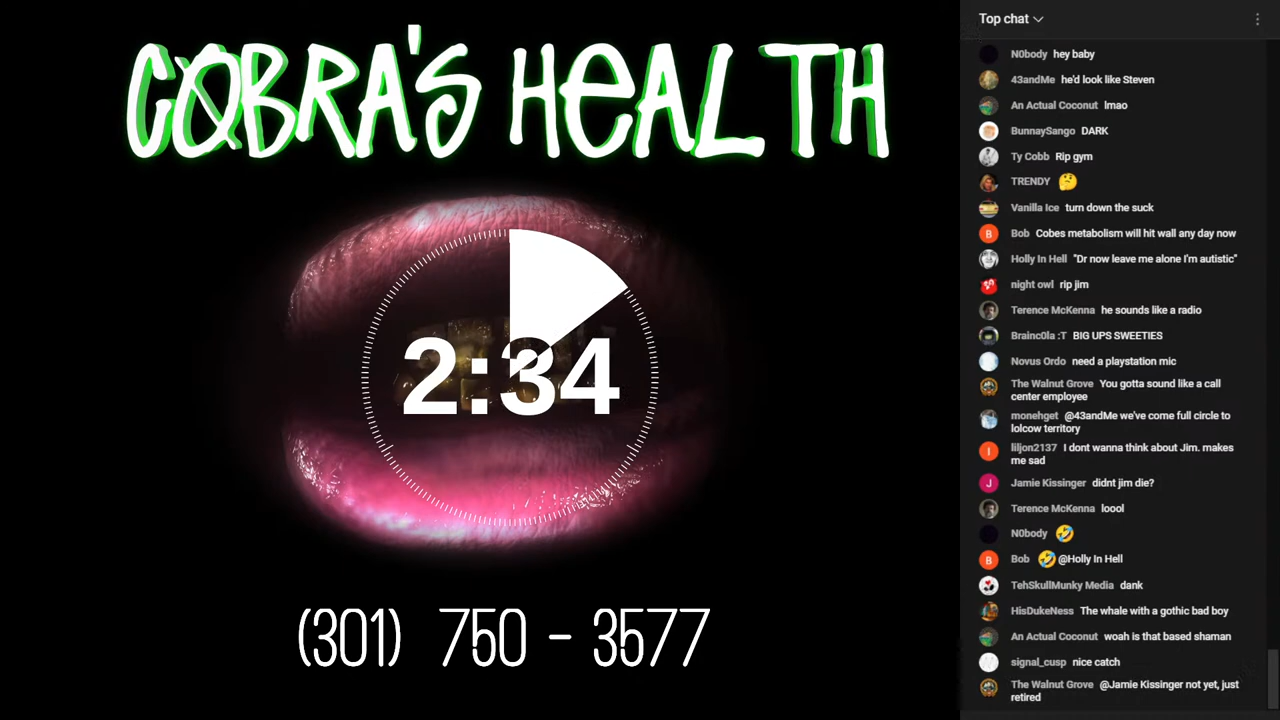 COBRA'S HEALTH
2:34
(301) 750 - 3577
Top chat
N0body hey baby
43andMe he'd look like Steven
An Actual Coconut lmao
BunnaySango DARK
Ty Cobb Rip gym
TRENDY 🤔
Vanilla Ice turn down the suck
B Bob Cobes metabolism will hit wall any day now
Holly In Hell "Dr now leave me alone I'm autistic"
night owl rip jim
Terence McKenna he sounds like a radio
Brainc0la :T BIG UPS SWEETIES
Novus Ordo need a playstation mic
The Walnut Grove You gotta sound like a call
center employee
monehget @43andMe we've come full circle to
lolcow territory
I liljon2137 I dont wanna think about Jim. makes
me sad
J Jamie Kissinger didnt jim die?
Terence McKenna loool
N0body 🤣
B Bob 🤣 @Holly In Hell
TehSkullMunky Media dank
HisDukeNess The whale with a gothic bad boy
An Actual Coconut woah is that based shaman
signal_cusp nice catch
The Walnut Grove @Jamie Kissinger not yet, just
retired